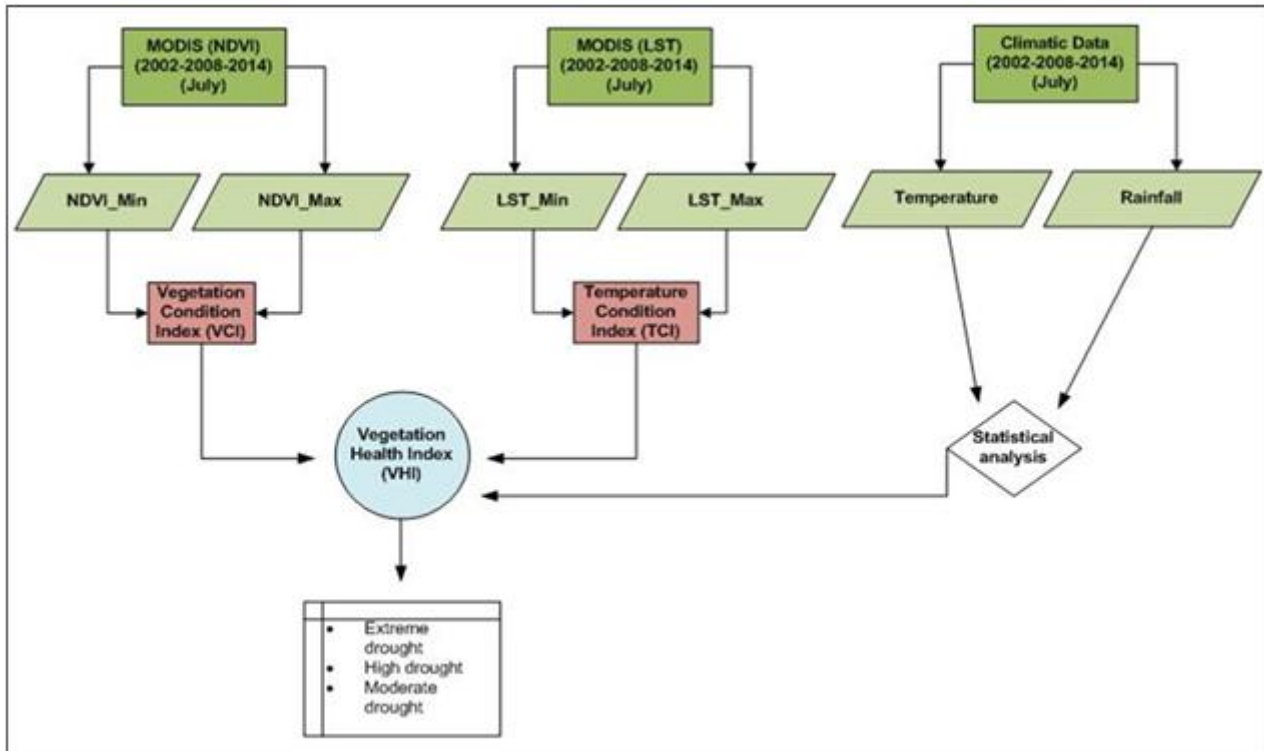 MODIS (NDVI)
(2002-2008-2014)
(July)
MODIS (LST)
(2002-2008-2014)
(July)
Climatic Data
(2002-2008-2014)
(July)
NDVI_Min
NDVI_Max
LST_Min
LST_Max
Temperature
Rainfall
Vegetation
Condition
Index (VCI)
Temperature
Condition
Index (TCI)
Vegetation
Health Index
(VHI)
Statistical
analysis
• Extreme
drought
• High drought
• Moderate
drought